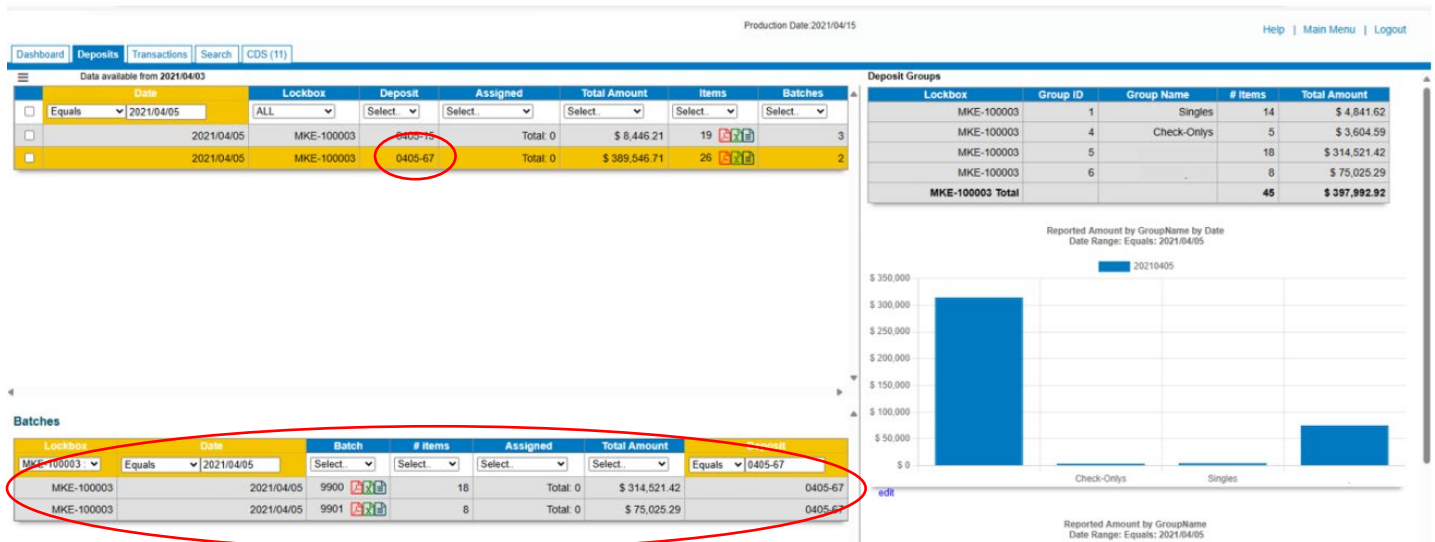 Production Date:2021/04/15
Help | Main Menu | Logout
Dashboard Deposits Transactions Search CDS (11)
Data available from 2021/04/03
Date Lockbox Deposit Assigned Total Amount Items Batches
Equals 2021/04/05 ALL Select.. Select.. Select.. Select.. Select..
2021/04/05 MKE-100003 0405-15 Total: 0 $ 8,446.21 19 3
2021/04/05 MKE-100003 0405-67 Total: 0 $ 389,546.71 26 2
Deposit Groups
Lockbox Group ID Group Name # Items Total Amount
MKE-100003 1 Singles 14 $ 4,841.62
MKE-100003 4 Check-Onlys 5 $ 3,604.59
MKE-100003 5 18 $ 314,521.42
MKE-100003 6 8 $ 75,025.29
MKE-100003 Total 45 $ 397,992.92
Reported Amount by GroupName by Date
Date Range: Equals: 2021/04/05
20210405
$ 350,000
$ 300,000
$ 250,000
$ 200,000
$ 150,000
$ 100,000
$ 50,000
$ 0
Check-Onlys Singles
edit
Reported Amount by GroupName
Date Range: Equals: 2021/04/05
Batches
Lockbox Date Batch # items Assigned Total Amount Deposit
MKE-100003 : Equals 2021/04/05 Select.. Select.. Select.. Select.. Equals 0405-67
MKE-100003 2021/04/05 9900 18 Total: 0 $ 314,521.42 0405-67
MKE-100003 2021/04/05 9901 8 Total: 0 $ 75,025.29 0405-67